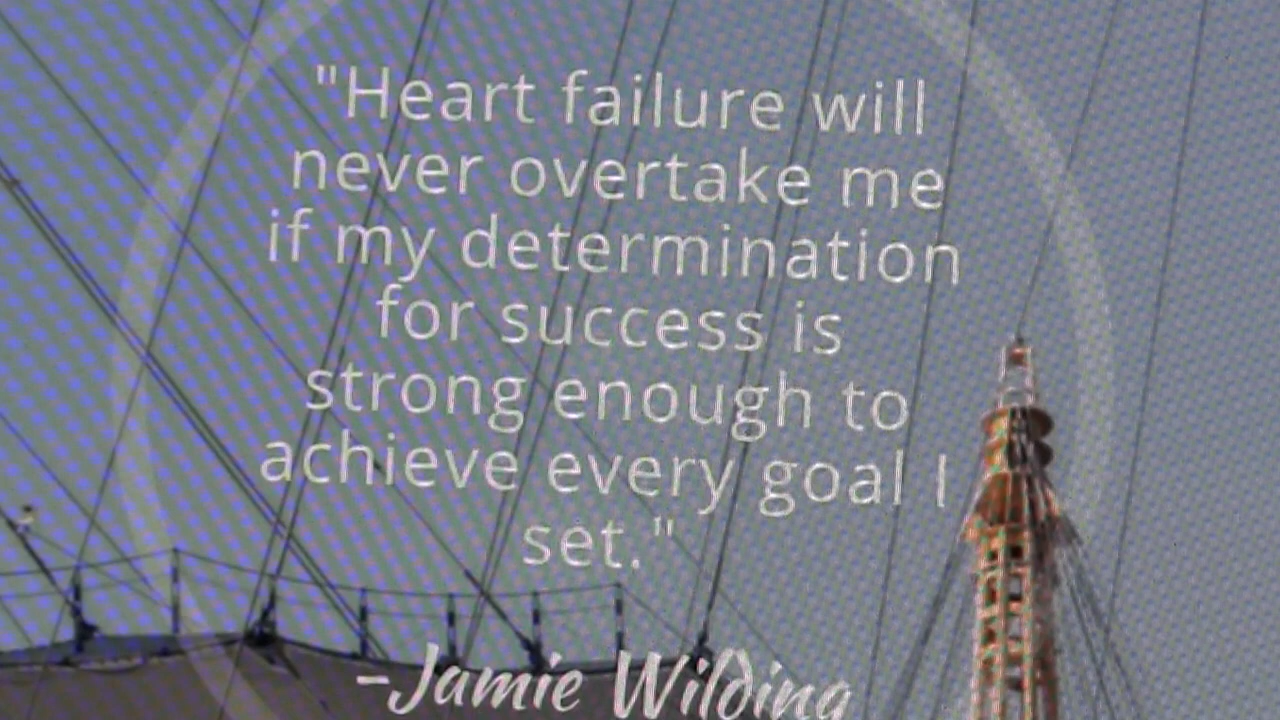 "Heart failure will
never overtake me
if my determination
for success is
strong enough to
achieve every goal I
set."
-Jamie Wilding